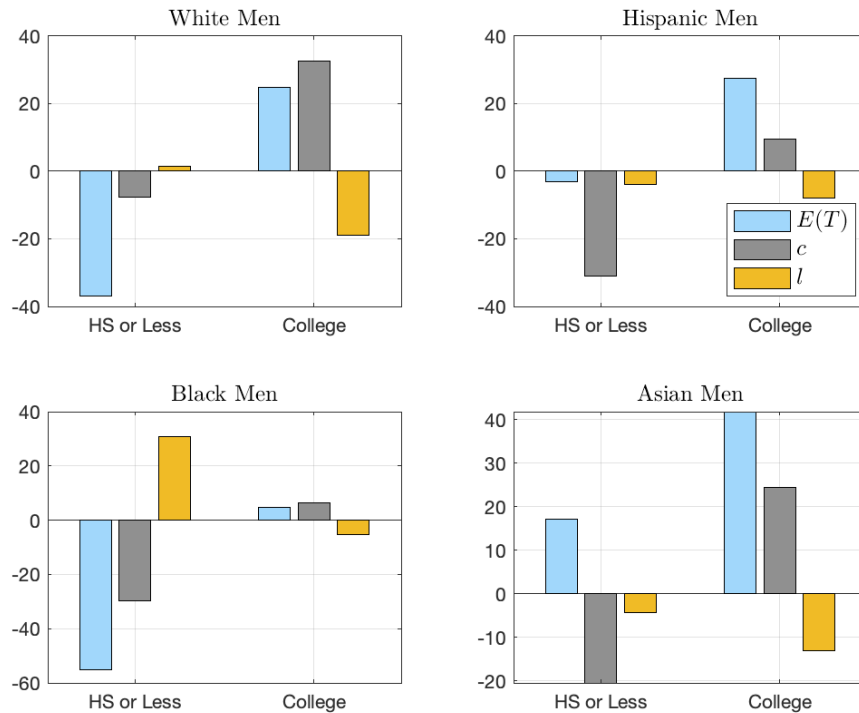 White Men
40
20
0
-20
-40
HS or Less
College
Hispanic Men
40
20
0
-20
-40
HS or Less
College
E(T)
c
l
Black Men
40
20
0
-20
-40
-60
HS or Less
College
Asian Men
40
30
20
10
0
-10
-20
HS or Less
College